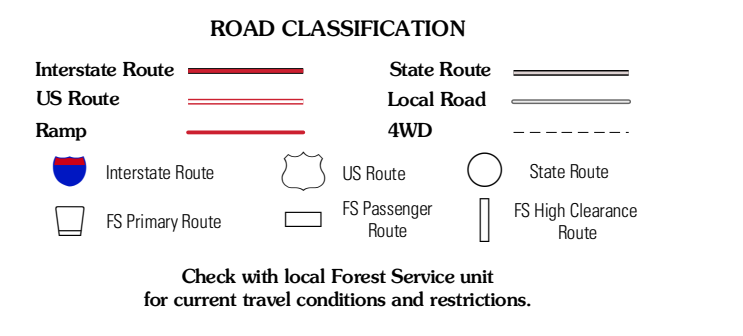 ROAD CLASSIFICATION
Interstate Route
State Route
US Route
Local Road
Ramp
4WD
Interstate Route
US Route
State Route
FS Primary Route
FS Passenger
Route
FS High Clearance
Route
Check with local Forest Service unit
for current travel conditions and restrictions.